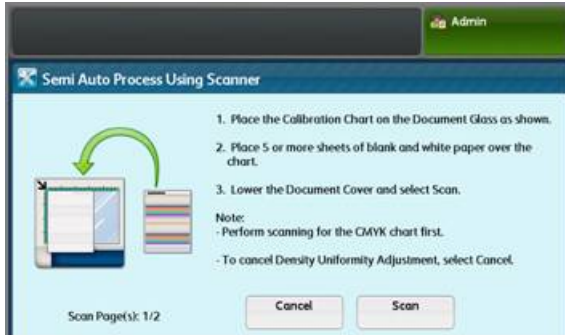 Admin
Semi Auto Process Using Scanner
1. Place the Calibration Chart on the Document Glass as shown.
2. Place 5 or more sheets of blank and white paper over the
chart.
3. Lower the Document Cover and select Scan.
Note:
- Perform scanning for the CMYK chart first.
- To cancel Density Uniformity Adjustment, select Cancel.
Scan Page(s): 1/2
Cancel
Scan